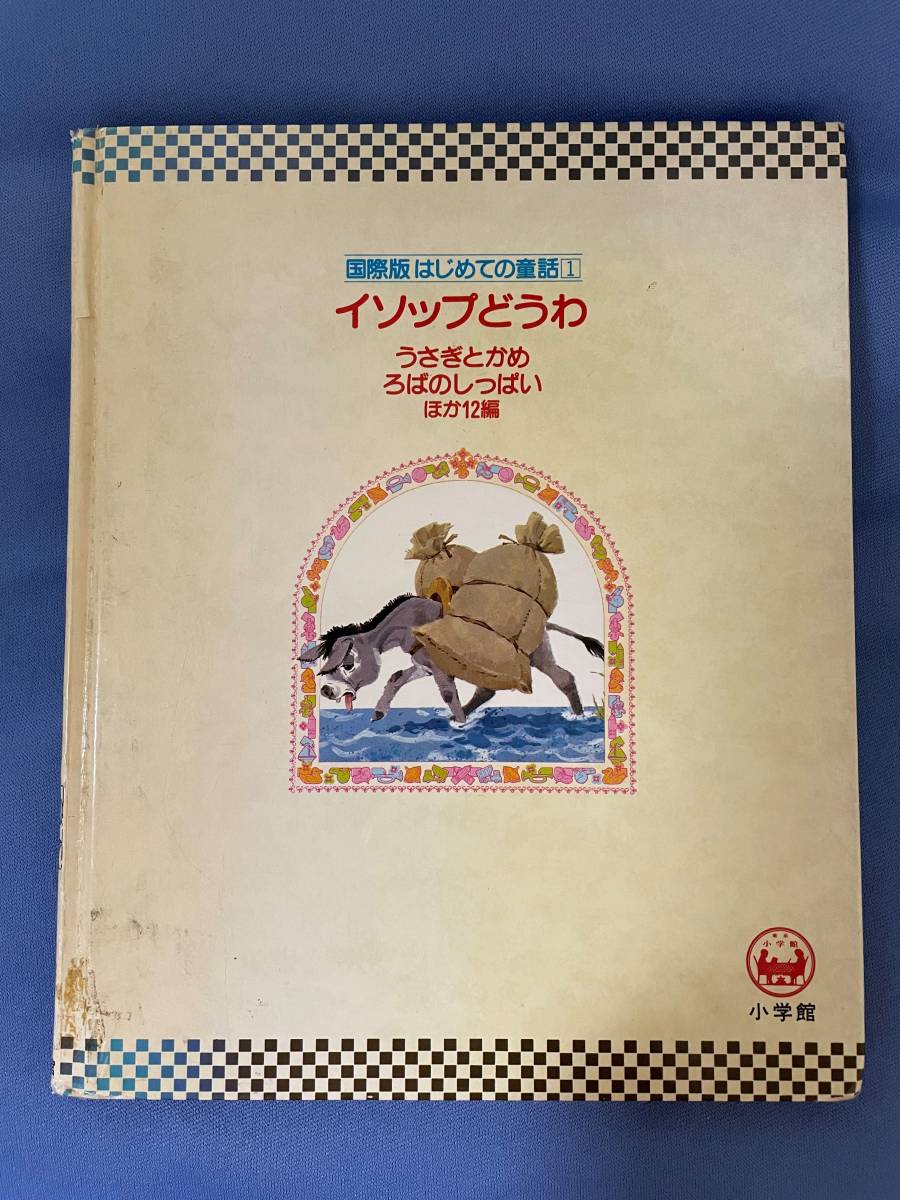 国際版 はじめての童話1
イソップどうわ
うさぎとかめ
ろばのしっぱい
ほか12編
小学館
小学館